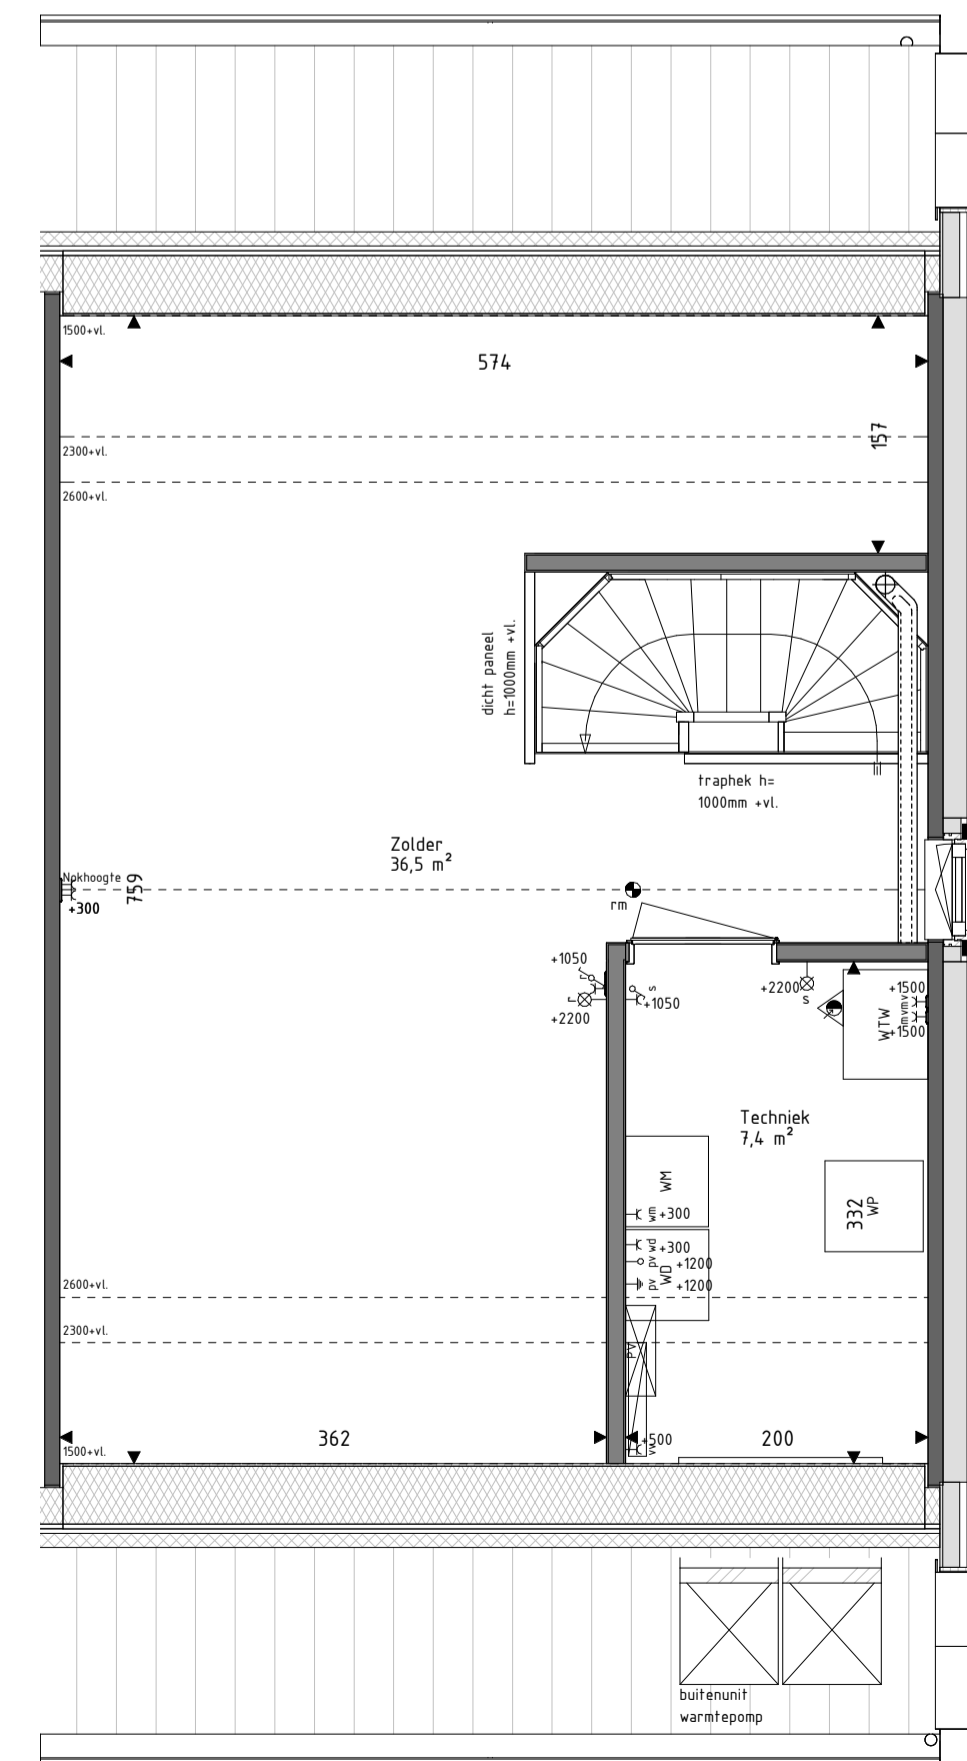 1500+vl.
574
157
2300+vl.
2600+vl.
dicht paneel
h=1000mm +vl.
traphek h=
1000mm +vl.
Zolder
36,5 m²
Nokhoogte
+300
759
rm
+1050
r
r
+2200
s
+1050
+2200
s
WTW
+1500
mv
mv
+1500
Techniek
7,4 m²
WM
wm
+300
332
WP
wd
+300
pv
+1200
WD
pv
+1200
2600+vl.
2300+vl.
PV
362
+500
200
1500+vl.
buitenunit
warmtepomp